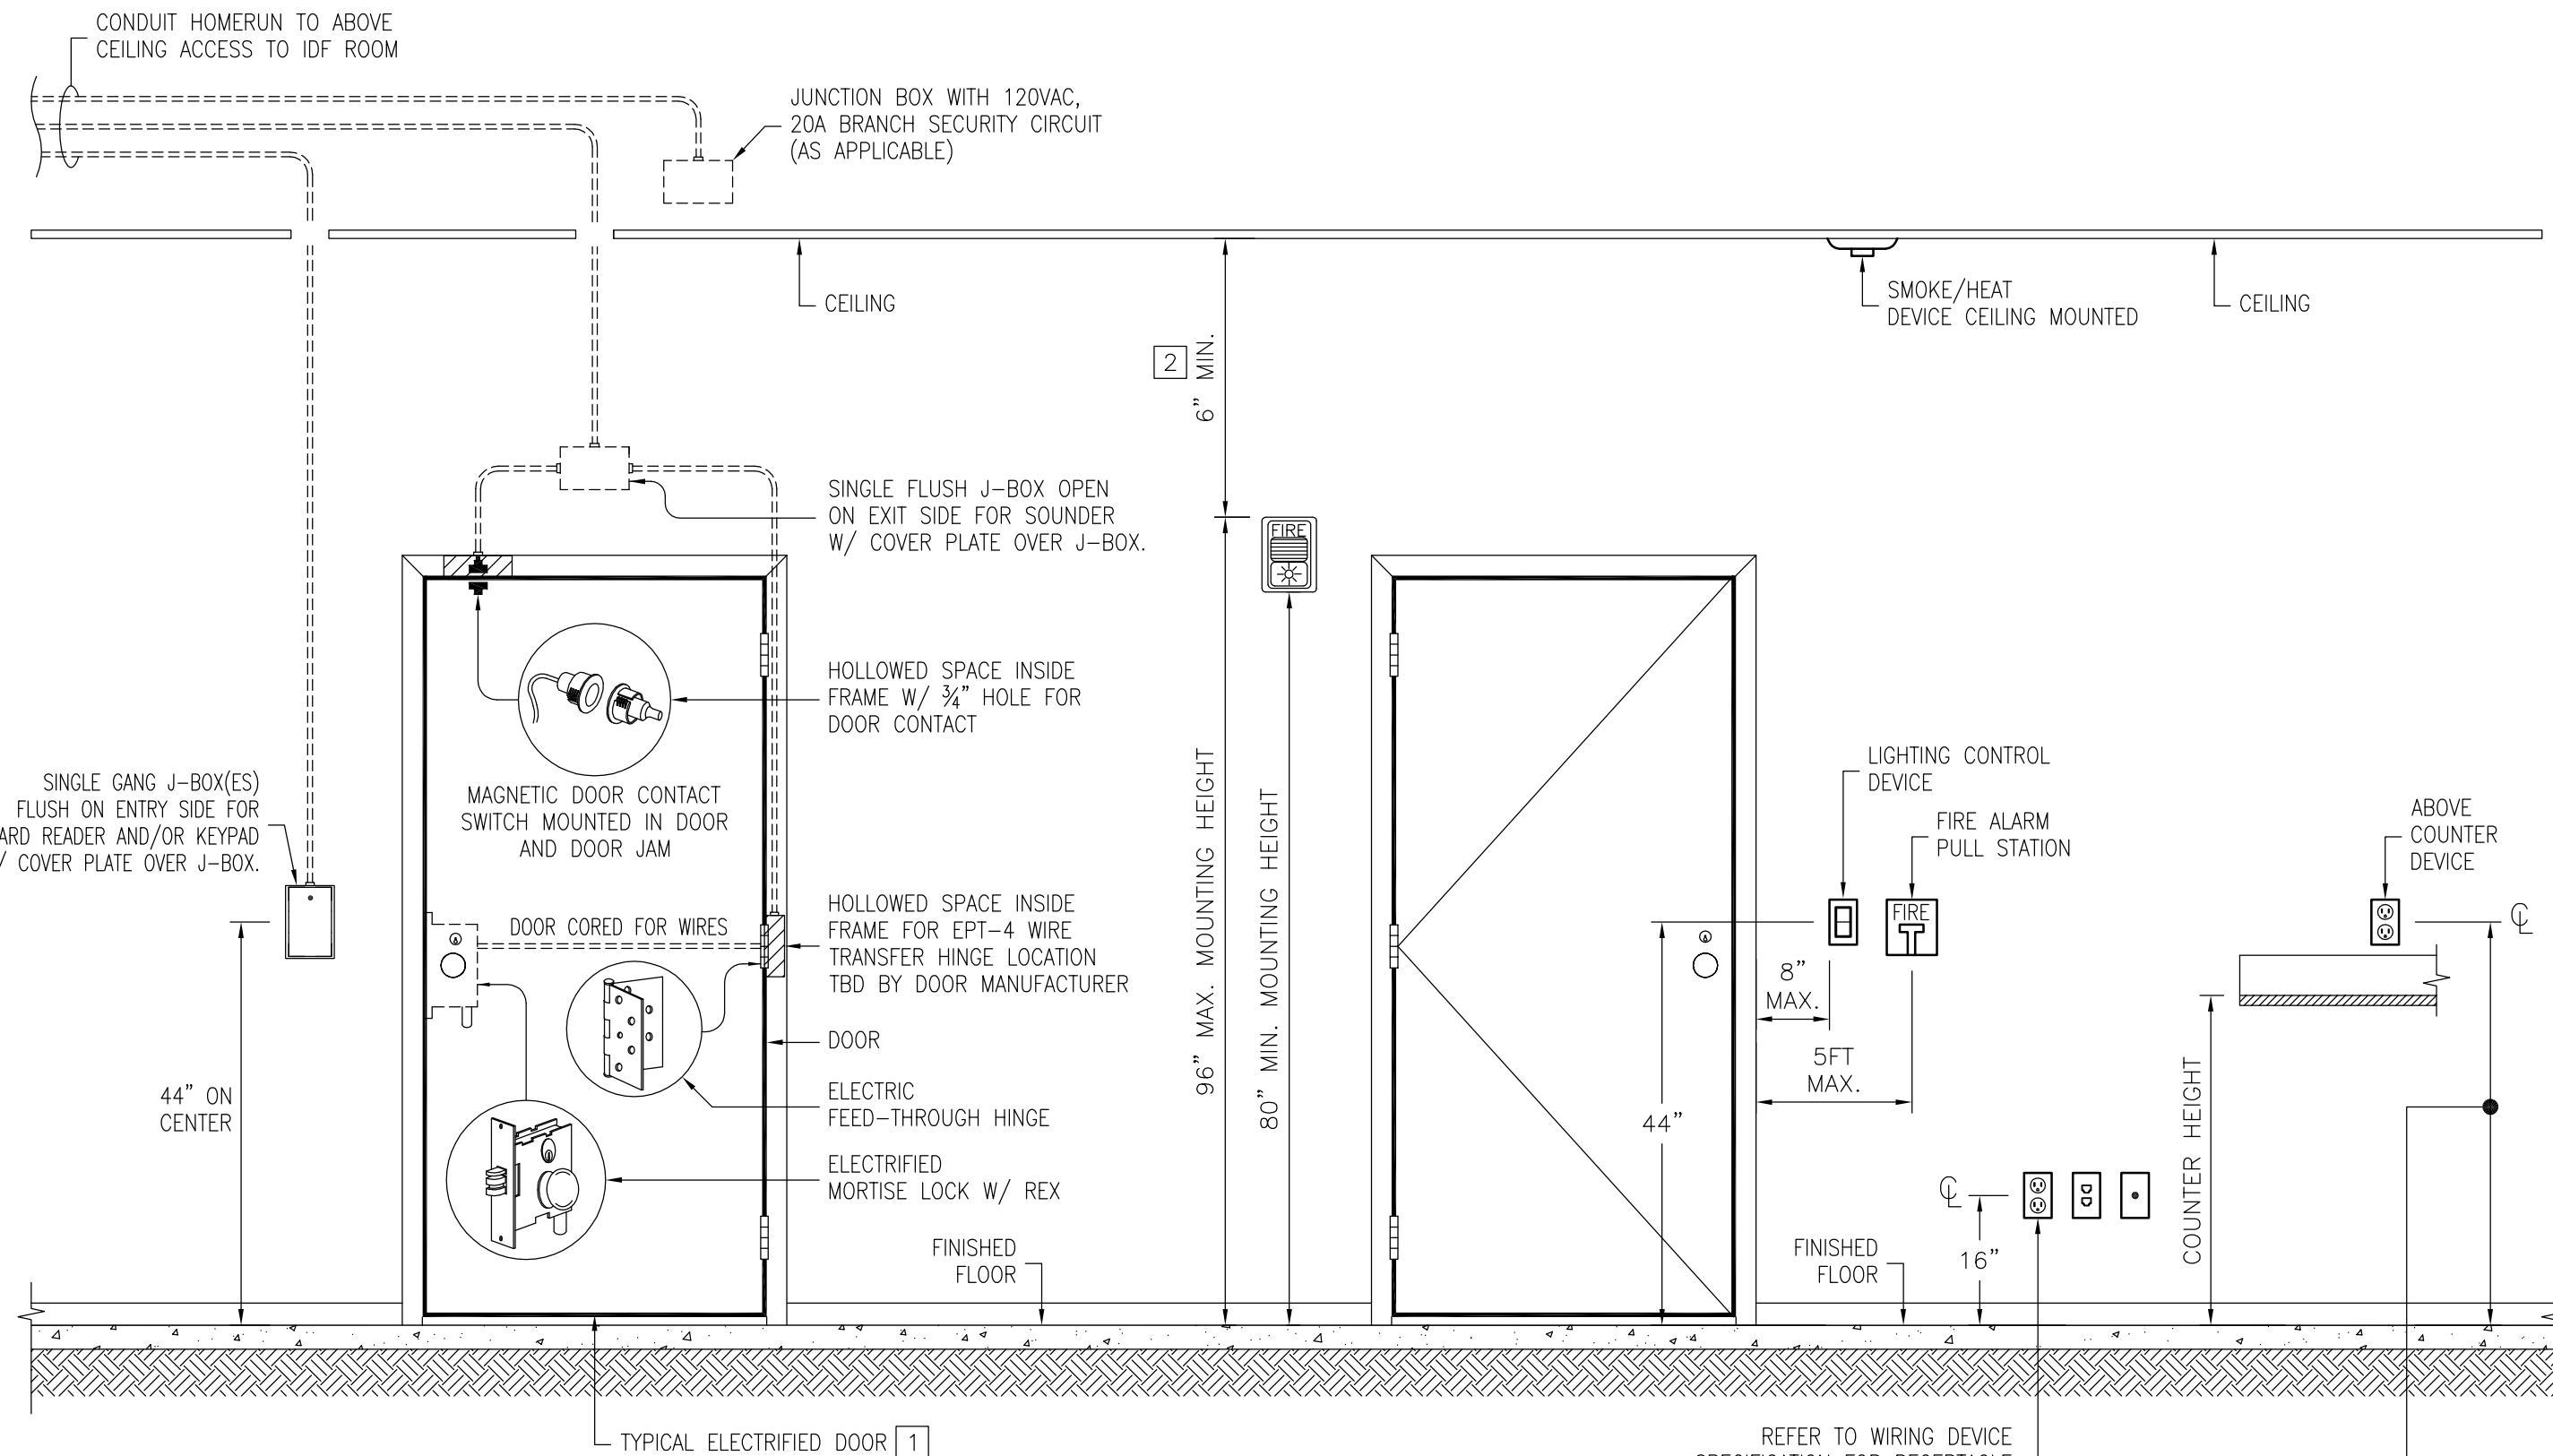 CONDUIT HOMERUN TO ABOVE
CEILING ACCESS TO IDF ROOM
JUNCTION BOX WITH 120VAC,
20A BRANCH SECURITY CIRCUIT
(AS APPLICABLE)
CEILING
SMOKE/HEAT
DEVICE CEILING MOUNTED
CEILING
2
6" MIN.
SINGLE FLUSH J-BOX OPEN
ON EXIT SIDE FOR SOUNDER
W/ COVER PLATE OVER J-BOX.
FIRE
HOLLOWED SPACE INSIDE
FRAME W/ ¾" HOLE FOR
DOOR CONTACT
MAGNETIC DOOR CONTACT
SWITCH MOUNTED IN DOOR
AND DOOR JAM
SINGLE GANG J-BOX(ES)
FLUSH ON ENTRY SIDE FOR
READER AND/OR KEYPAD
COVER PLATE OVER J-BOX.
44" ON
CENTER
DOOR CORED FOR WIRES
HOLLOWED SPACE INSIDE
FRAME FOR EPT-4 WIRE
TRANSFER HINGE LOCATION
TBD BY DOOR MANUFACTURER
DOOR
ELECTRIC
FEED-THROUGH HINGE
ELECTRIFIED
MORTISE LOCK W/ REX
96" MAX. MOUNTING HEIGHT
80" MIN. MOUNTING HEIGHT
LIGHTING CONTROL
DEVICE
FIRE ALARM
PULL STATION
FIRE
8"
MAX.
5FT
MAX.
44"
ABOVE
COUNTER
DEVICE
℄
COUNTER HEIGHT
℄
16"
FINISHED
FLOOR
FINISHED
FLOOR
TYPICAL ELECTRIFIED DOOR 1
REFER TO WIRING DEVICE
SPECIFICATION FOR RECEPTACLE